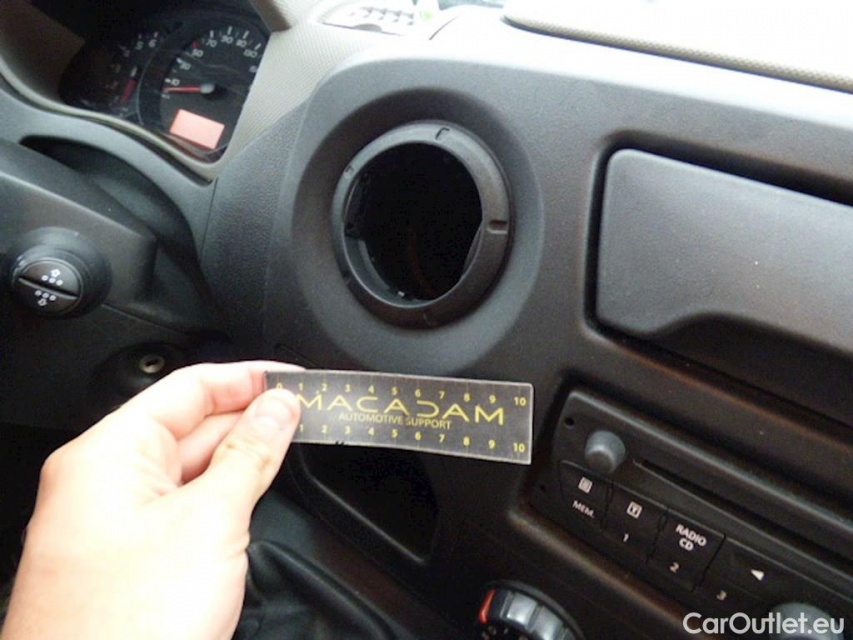 0 1 2 3 4 5 6 7 8 9 10
MACADAM
AUTOMOTIVE SUPPORT
1 2 3 4 5 6 7 8 9 10
MEM.
1
RADIO
CD
2
3
CarOutlet.eu